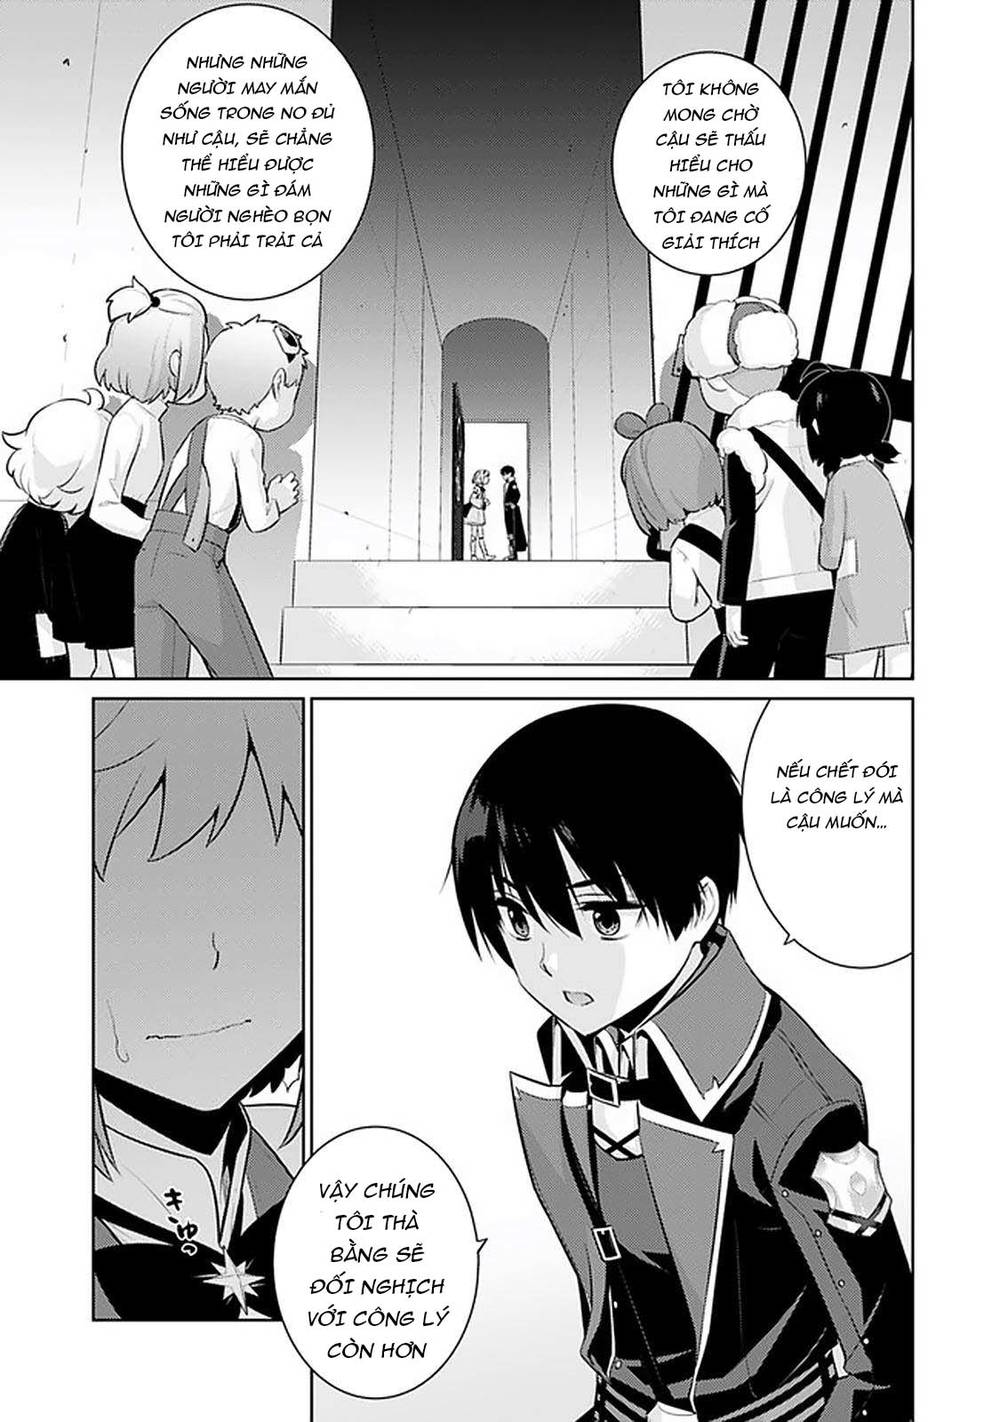 TÔI KHÔNG
MONG CHỜ
CẬU SẼ THẤU
HIỂU CHO
NHỮNG GÌ MÀ
TÔI ĐANG CỐ
GIẢI THÍCH
NHƯNG NHỮNG
NGƯỜI MAY MẮN
SỐNG TRONG NO ĐỦ
NHƯ CẬU, SẼ CHẲNG
THỂ HIỂU ĐƯỢC
NHỮNG GÌ ĐÁM
NGƯỜI NGHÈO BỌN
TÔI PHẢI TRẢI CẢ
NẾU CHẾT ĐÓI
LÀ CÔNG LÝ MÀ
CẬU MUỐN...
VẬY CHÚNG
TÔI THÀ
BẰNG SẼ
ĐỐI NGHỊCH
VỚI CÔNG LÝ
CÒN HƠN
きゅっ